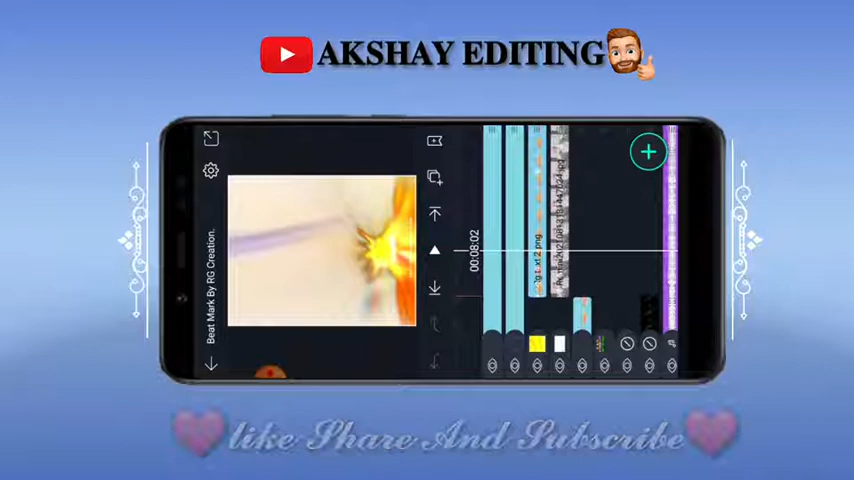 AKSHAY EDITING
Beat Mark By RG Creation.
00:08:02
like Share And Subscribe